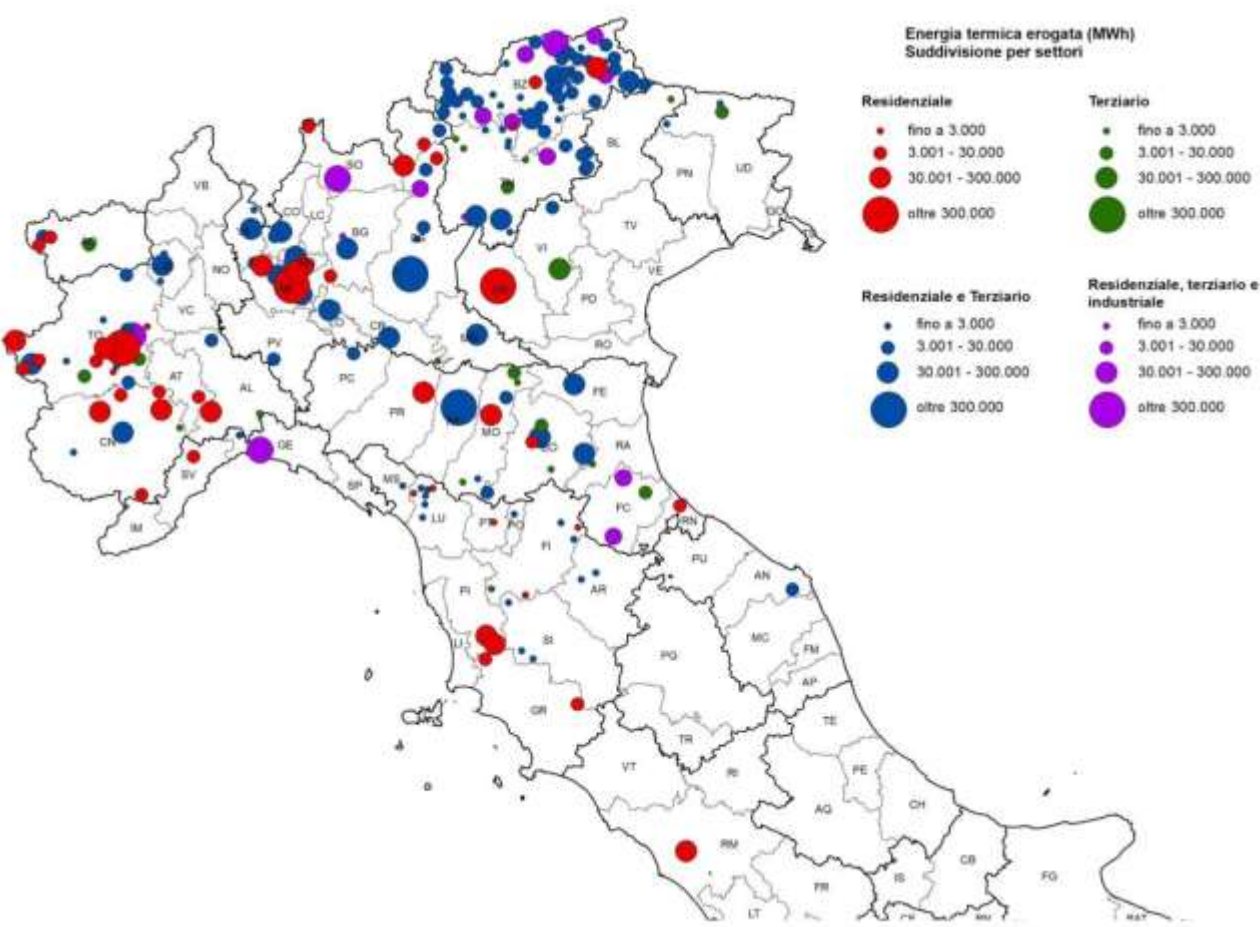 Energia termica erogata (MWh)
Suddivisione per settori
Residenziale
fino a 3.000
3.001 - 30.000
30.001 - 300.000
oltre 300.000
Terziario
fino a 3.000
3.001 - 30.000
30.001 - 300.000
oltre 300.000
Residenziale e Terziario
fino a 3.000
3.001 - 30.000
30.001 - 300.000
oltre 300.000
Residenziale, terziario e
industriale
fino a 3.000
3.001 - 30.000
30.001 - 300.000
oltre 300.000
BZ
BL
SO
PN
UD
VB
TN
GO
CO
LC
BG
TV
VI
VE
NO
PD
VC
RO
TO
PV
CR
AT
PC
AL
FE
PR
MO
CN
BO
RA
GE
SV
MS
SP
FC
LU
PT
PO
RN
IM
FI
PU
AN
PI
AR
LI
SI
MC
FM
PG
AP
GR
TE
TR
VT
RI
PE
AQ
CH
RM
CB
FR
IS
FG
LT